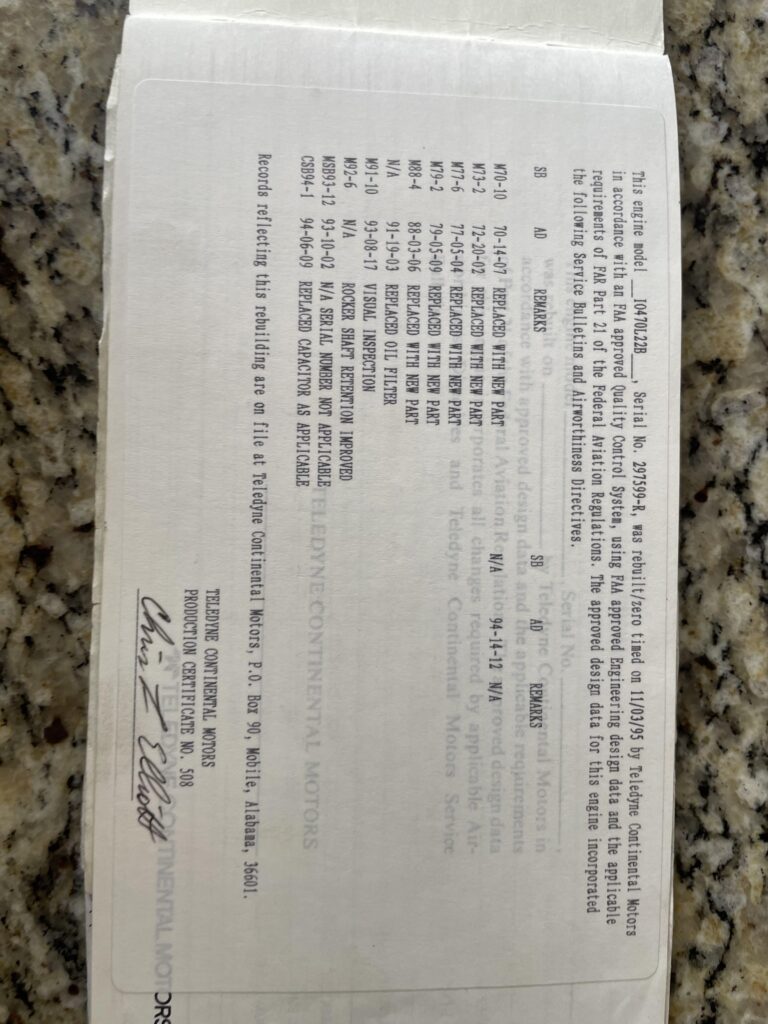 This engine model __IO470L22B___, Serial No. 297599-R, was rebuilt/zero timed on 11/03/95 by Teledyne Continental Motors
in accordance with an FAA approved Quality Control System, using FAA approved Engineering design data and the applicable
requirements of FAR Part 21 of the Federal Aviation Regulations. The approved design data for this engine incorporated
the following Service Bulletins and Airworthiness Directives.
SB AD REMARKS SB AD REMARKS
M70-10 70-14-07 REPLACED WITH NEW PART N/A 94-14-12 N/A
M73-2 72-20-02 REPLACED WITH NEW PART
M77-6 77-05-04 REPLACED WITH NEW PART
M79-2 79-05-09 REPLACED WITH NEW PART
M88-4 88-03-06 REPLACED WITH NEW PART
N/A 91-19-03 REPLACED OIL FILTER
M91-10 93-08-17 VISUAL INSPECTION
M92-6 N/A ROCKER SHAFT RETENTION IMPROVED
MSB93-12 93-10-02 N/A SERIAL NUMBER NOT APPLICABLE
CSB94-1 94-06-09 REPLACED CAPACITOR AS APPLICABLE
Records reflecting this rebuilding are on file at Teledyne Continental Motors, P.O. Box 90, Mobile, Alabama, 36601.
TELEDYNE CONTINENTAL MOTORS
PRODUCTION CERTIFICATE NO. 508
TELEDYNE CONTINENTAL MOTORS